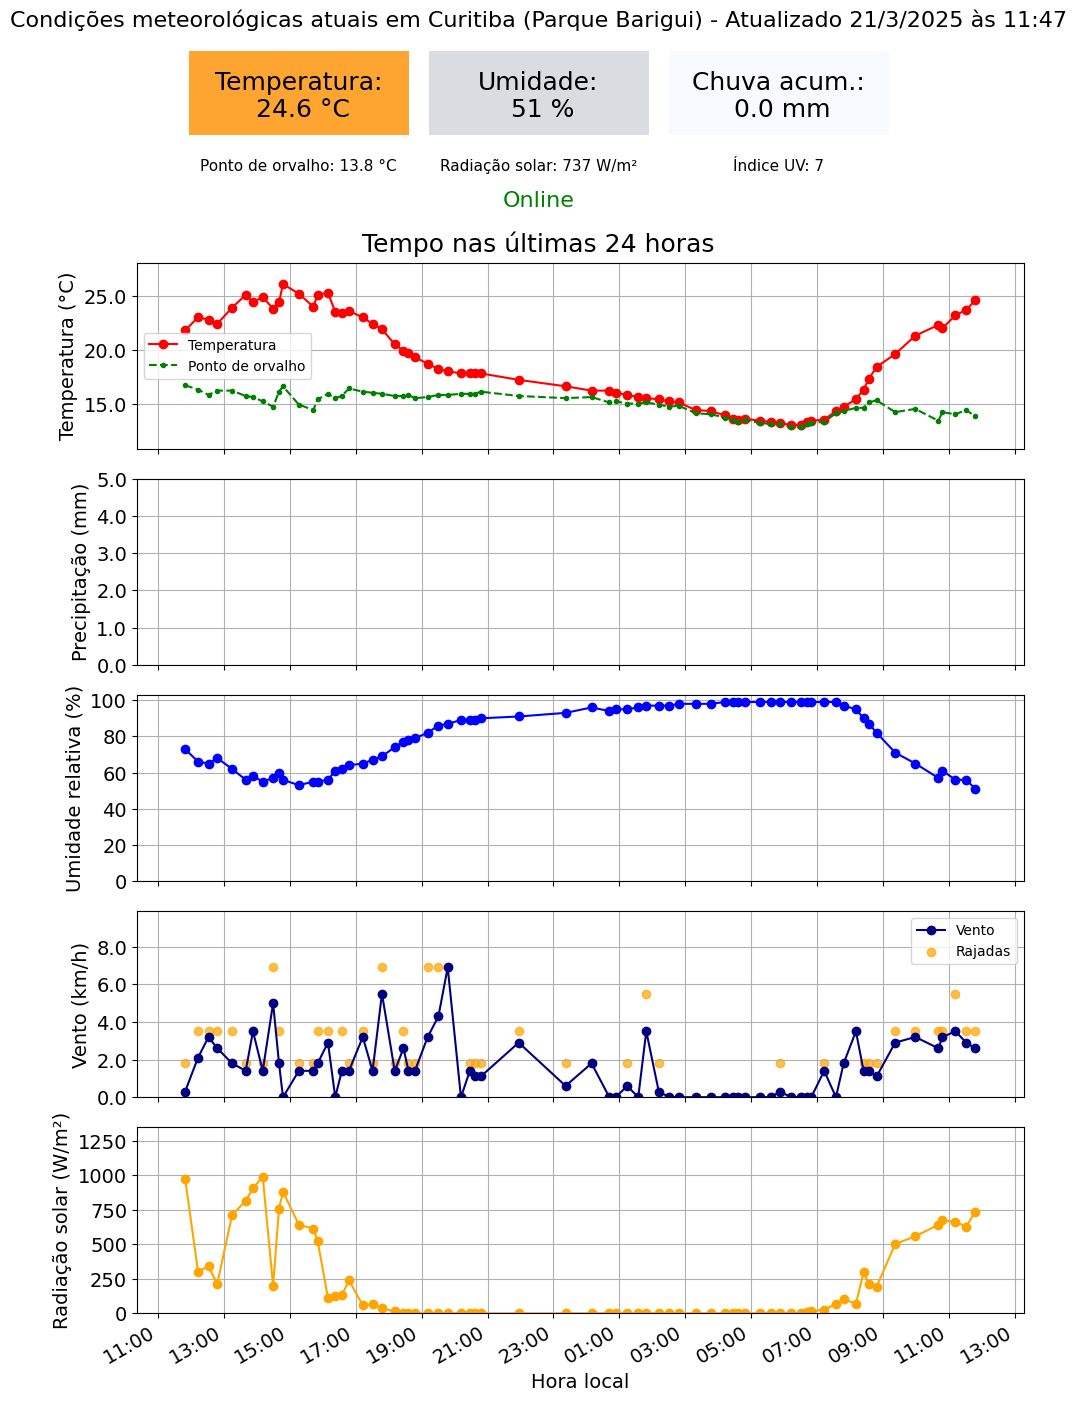 Condições meteorológicas atuais em Curitiba (Parque Barigui) - Atualizado 21/3/2025 às 11:47
Temperatura:
24.6 °C
Umidade:
51 %
Chuva acum.:
0.0 mm
Ponto de orvalho: 13.8 °C
Radiação solar: 737 W/m²
Índice UV: 7
Online
Tempo nas últimas 24 horas
Temperatura (°C)
25.0
20.0
15.0
Temperatura
Ponto de orvalho
Precipitação (mm)
5.0
4.0
3.0
2.0
1.0
0.0
Umidade relativa (%)
100
80
60
40
20
0
Vento (km/h)
8.0
6.0
4.0
2.0
0.0
Vento
Rajadas
Radiação solar (W/m²)
1250
1000
750
500
250
0
11:00
13:00
15:00
17:00
19:00
21:00
23:00
01:00
03:00
05:00
07:00
09:00
11:00
13:00
Hora local